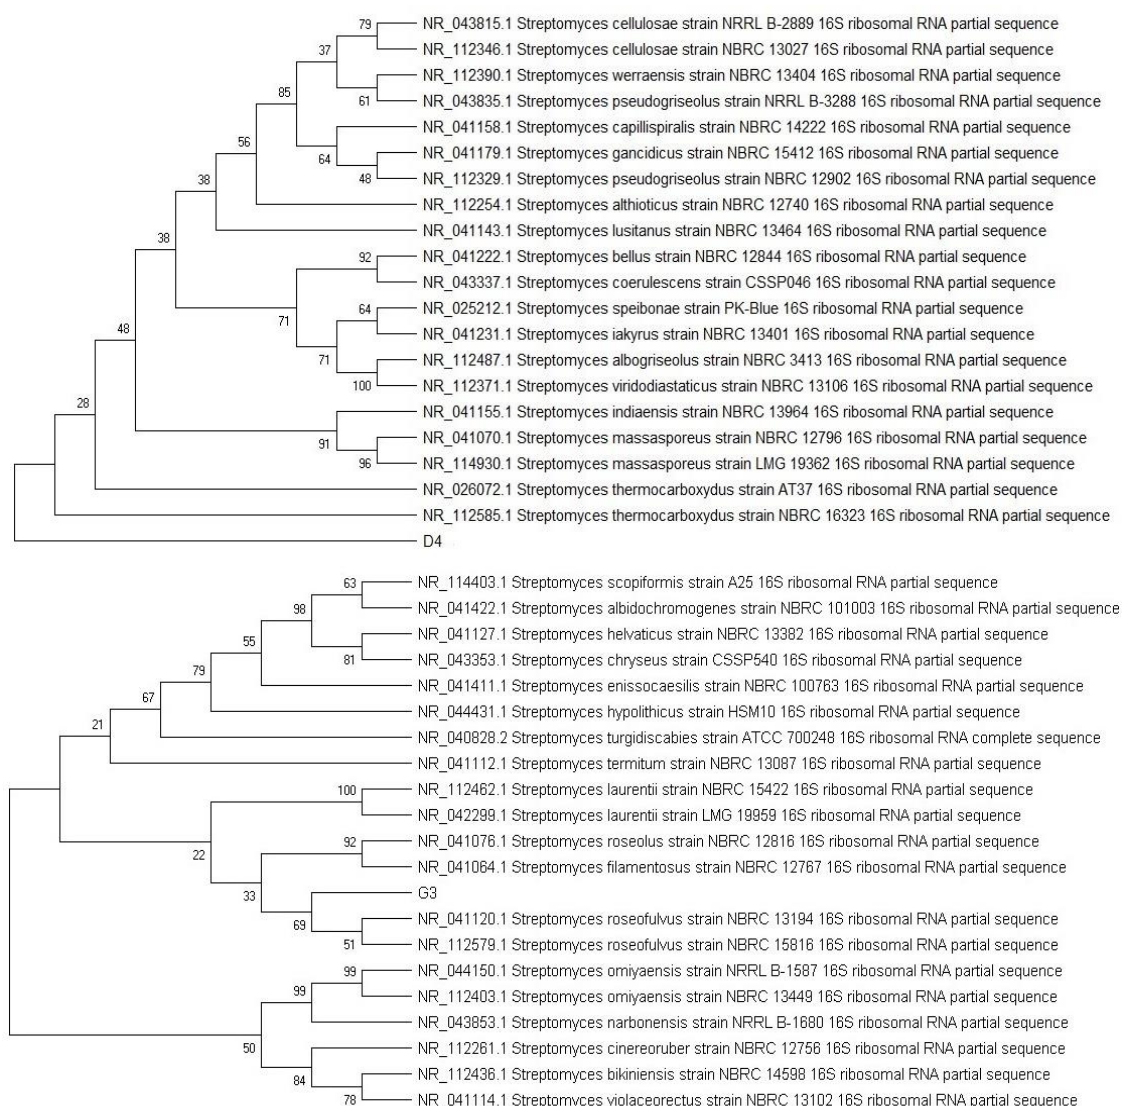 79
NR_043815.1 Streptomyces cellulosae strain NRRL B-2889 16S ribosomal RNA partial sequence
37
NR_112346.1 Streptomyces cellulosae strain NBRC 13027 16S ribosomal RNA partial sequence
NR_112390.1 Streptomyces werraensis strain NBRC 13404 16S ribosomal RNA partial sequence
85
61
NR_043835.1 Streptomyces pseudogriseolus strain NRRL B-3288 16S ribosomal RNA partial sequence
NR_041158.1 Streptomyces capillispiralis strain NBRC 14222 16S ribosomal RNA partial sequence
56
64
NR_041179.1 Streptomyces gancidicus strain NBRC 15412 16S ribosomal RNA partial sequence
38
48
NR_112329.1 Streptomyces pseudogriseolus strain NBRC 12902 16S ribosomal RNA partial sequence
NR_112254.1 Streptomyces althioticus strain NBRC 12740 16S ribosomal RNA partial sequence
38
NR_041143.1 Streptomyces lusitanus strain NBRC 13464 16S ribosomal RNA partial sequence
92
NR_041222.1 Streptomyces bellus strain NBRC 12844 16S ribosomal RNA partial sequence
NR_043337.1 Streptomyces coerulescens strain CSSP046 16S ribosomal RNA partial sequence
48
71
64
NR_025212.1 Streptomyces speibonae strain PK-Blue 16S ribosomal RNA partial sequence
NR_041231.1 Streptomyces iakyrus strain NBRC 13401 16S ribosomal RNA partial sequence
71
NR_112487.1 Streptomyces albogriseolus strain NBRC 3413 16S ribosomal RNA partial sequence
100
NR_112371.1 Streptomyces viridodiastaticus strain NBRC 13106 16S ribosomal RNA partial sequence
28
NR_041155.1 Streptomyces indiaensis strain NBRC 13964 16S ribosomal RNA partial sequence
91
NR_041070.1 Streptomyces massasporeus strain NBRC 12796 16S ribosomal RNA partial sequence
96
NR_114930.1 Streptomyces massasporeus strain LMG 19362 16S ribosomal RNA partial sequence
NR_026072.1 Streptomyces thermocarboxydus strain AT37 16S ribosomal RNA partial sequence
NR_112585.1 Streptomyces thermocarboxydus strain NBRC 16323 16S ribosomal RNA partial sequence
D4
63
NR_114403.1 Streptomyces scopiformis strain A25 16S ribosomal RNA partial sequence
98
NR_041422.1 Streptomyces albidochromogenes strain NBRC 101003 16S ribosomal RNA partial sequence
55
NR_041127.1 Streptomyces helvaticus strain NBRC 13382 16S ribosomal RNA partial sequence
81
NR_043353.1 Streptomyces chryseus strain CSSP540 16S ribosomal RNA partial sequence
79
NR_041411.1 Streptomyces enissocaesilis strain NBRC 100763 16S ribosomal RNA partial sequence
67
NR_044431.1 Streptomyces hypolithicus strain HSM10 16S ribosomal RNA partial sequence
21
NR_040828.2 Streptomyces turgidiscabies strain ATCC 700248 16S ribosomal RNA complete sequence
NR_041112.1 Streptomyces termitum strain NBRC 13087 16S ribosomal RNA partial sequence
100
NR_112462.1 Streptomyces laurentii strain NBRC 15422 16S ribosomal RNA partial sequence
NR_042299.1 Streptomyces laurentii strain LMG 19959 16S ribosomal RNA partial sequence
22
92
NR_041076.1 Streptomyces roseolus strain NBRC 12816 16S ribosomal RNA partial sequence
NR_041064.1 Streptomyces filamentosus strain NBRC 12767 16S ribosomal RNA partial sequence
33
G3
69
NR_041120.1 Streptomyces roseofulvus strain NBRC 13194 16S ribosomal RNA partial sequence
51
NR_112579.1 Streptomyces roseofulvus strain NBRC 15816 16S ribosomal RNA partial sequence
99
NR_044150.1 Streptomyces omiyaensis strain NRRL B-1587 16S ribosomal RNA partial sequence
99
NR_112403.1 Streptomyces omiyaensis strain NBRC 13449 16S ribosomal RNA partial sequence
NR_043853.1 Streptomyces narbonensis strain NRRL B-1680 16S ribosomal RNA partial sequence
50
NR_112261.1 Streptomyces cinereoruber strain NBRC 12756 16S ribosomal RNA partial sequence
84
NR_112436.1 Streptomyces bikiniensis strain NBRC 14598 16S ribosomal RNA partial sequence
78
NR_041114.1 Streptomyces violaceorectus strain NBRC 13102 16S ribosomal RNA partial sequence